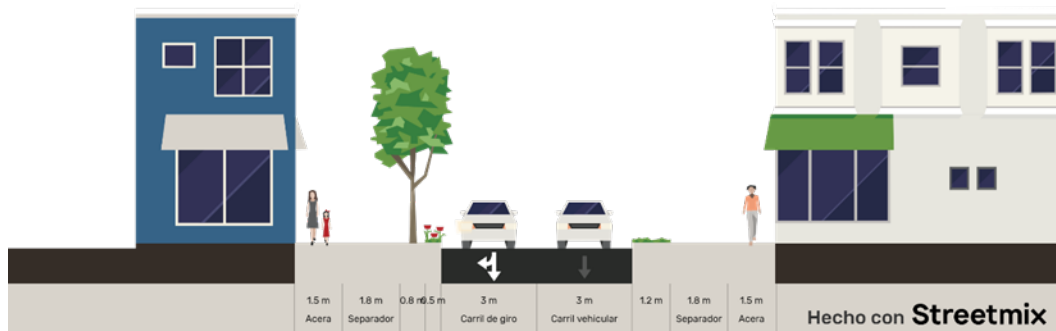 1.5 m 1.8 m 0.8 m 0.5 m 3 m 3 m 1.2 m 1.8 m 1.5 m
Acera Separador Carril de giro Carril vehicular Separador Acera
Hecho con Streetmix